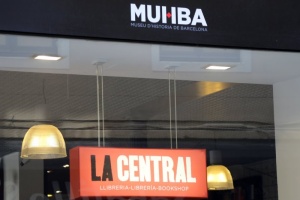 MUHBA
MUSEU D'HISTÒRIA DE BARCELONA
LA CENTRAL
LLIBRERIA·LIBRERÍA·BOOKSHOP